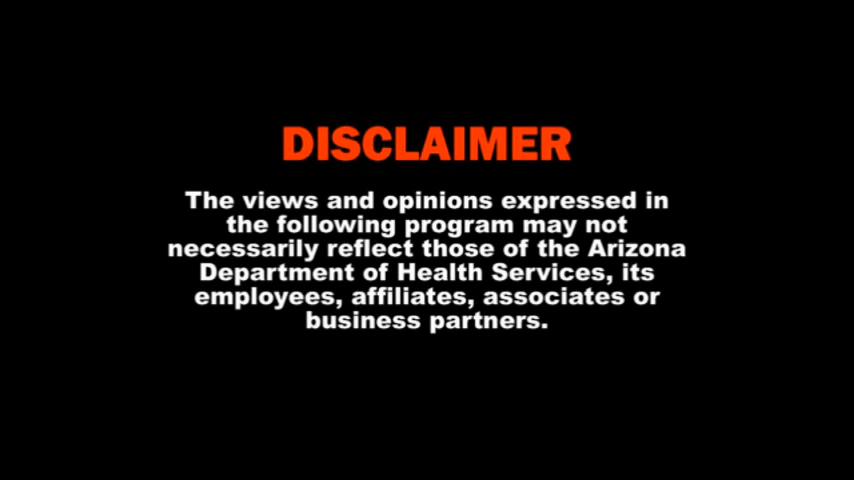 DISCLAIMER
The views and opinions expressed in
the following program may not
necessarily reflect those of the Arizona
Department of Health Services, its
employees, affiliates, associates or
business partners.